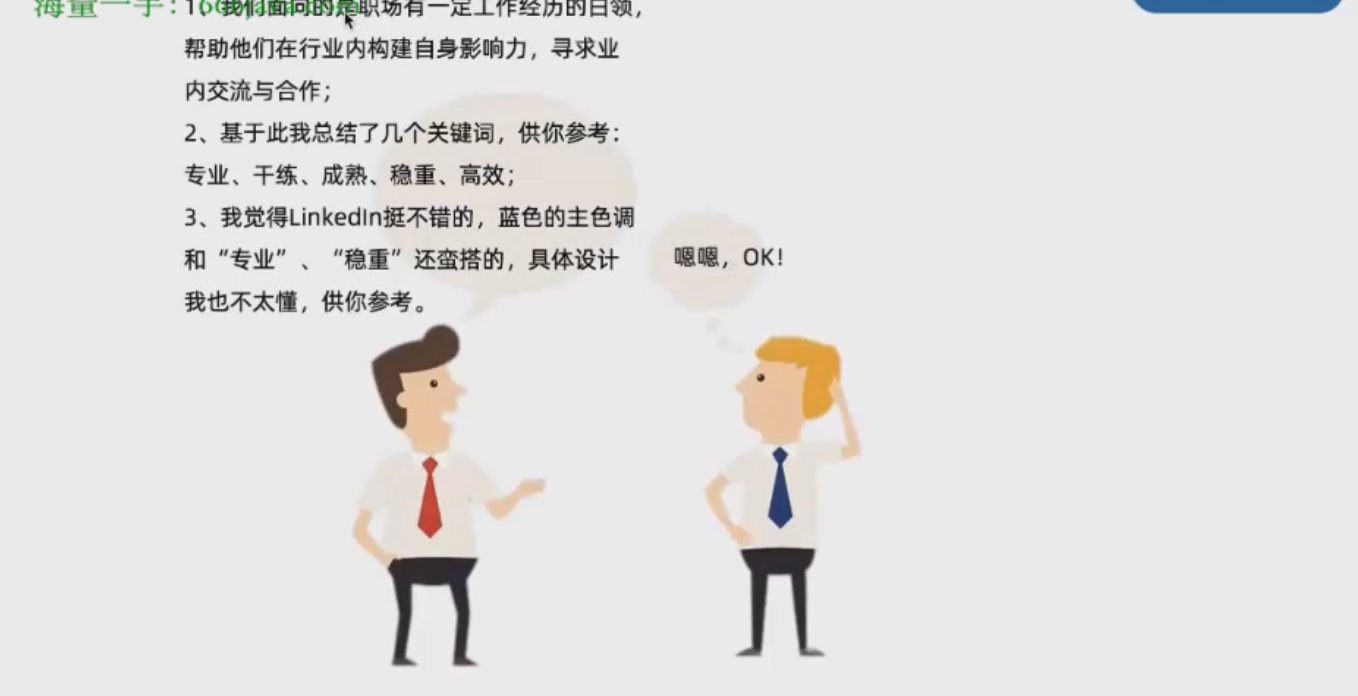 海量一手：
1、我们面向的是职场有一定工作经历的白领，
帮助他们在行业内构建自身影响力，寻求业
内交流与合作；
2、基于此我总结了几个关键词，供你参考：
专业、干练、成熟、稳重、高效；
3、我觉得LinkedIn挺不错的，蓝色的主色调
和“专业”、“稳重”还蛮搭的，具体设计
我也不太懂，供你参考。
嗯嗯，OK!